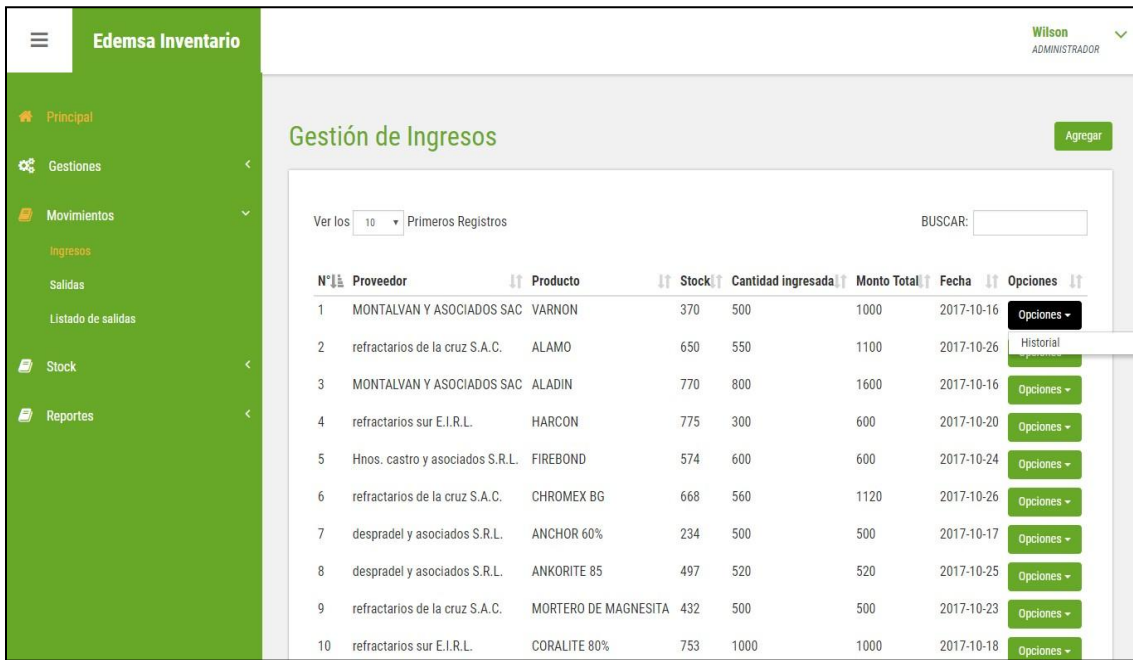 Edemsa Inventario
Wilson
ADMINISTRADOR
Principal
Gestiones
Movimientos
Ingresos
Salidas
Listado de salidas
Stock
Reportes
Gestión de Ingresos
Agregar
Ver los 10 Primeros Registros BUSCAR:
N° Proveedor Producto Stock Cantidad ingresada Monto Total Fecha Opciones
1 MONTALVAN Y ASOCIADOS SAC VARNON 370 500 1000 2017-10-16 Opciones
Historial
2 refractarios de la cruz S.A.C. ALAMO 650 550 1100 2017-10-26
3 MONTALVAN Y ASOCIADOS SAC ALADIN 770 800 1600 2017-10-16 Opciones
4 refractarios sur E.I.R.L. HARCON 775 300 600 2017-10-20 Opciones
5 Hnos. castro y asociados S.R.L. FIREBOND 574 600 600 2017-10-24 Opciones
6 refractarios de la cruz S.A.C. CHROMEX BG 668 560 1120 2017-10-26 Opciones
7 despradel y asociados S.R.L. ANCHOR 60% 234 500 500 2017-10-17 Opciones
8 despradel y asociados S.R.L. ANKORITE 85 497 520 520 2017-10-25 Opciones
9 refractarios de la cruz S.A.C. MORTERO DE MAGNESITA 432 500 500 2017-10-23 Opciones
10 refractarios sur E.I.R.L. CORALITE 80% 753 1000 1000 2017-10-18 Opciones